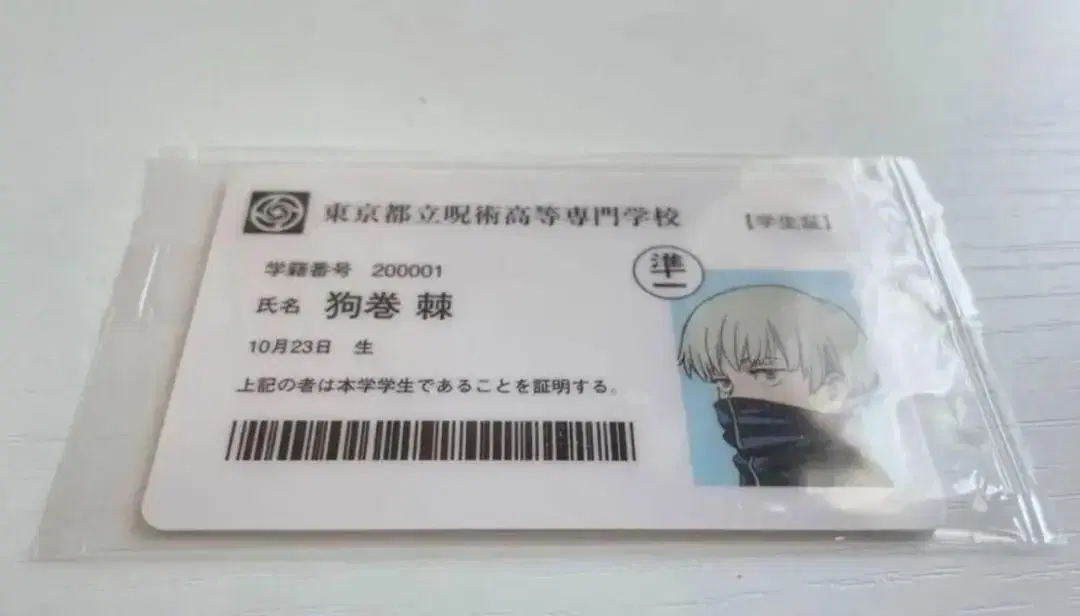 東京都立呪術高等専門学校 【学生証】
学籍番号 200001
準一
氏名 狗巻 棘
10月23日 生
上記の者は本学学生であることを証明する。